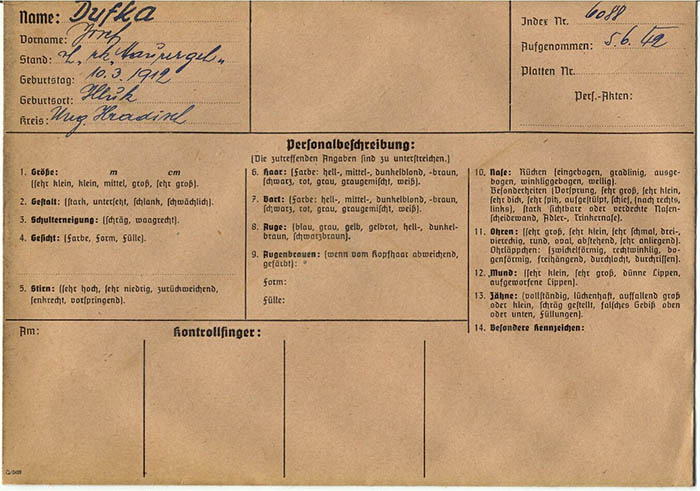 Name: Dufka
Vorname: Josef
Stand:
Geburtstag: 10. 3. 1912
Geburtsort: Hluk
Kreis: Ung. Hradisch
Index Nr. 6088
Aufgenommen: 5. 6. 42
Platten Nr.
Pers.-Akten:
Personalbeschreibung:
(Die zutreffenden Angaben sind zu unterstreichen.)
1. Größe: m cm
(sehr klein, klein, mittel, groß, sehr groß).
2. Gestalt: (stark, untersetzt, schlank, schwächlich).
3. Schulterneigung: (schräg, waagrecht).
4. Gesicht: (Farbe, Form, Fülle).
5. Stirn: (sehr hoch, sehr niedrig, zurückweichend,
senkrecht, vorspringend).
6. Haar: (Farbe: hell-, mittel-, dunkelblond, -braun,
schwarz, rot, grau, graugemischt, weiß).
7. Bart: (Farbe: hell-, mittel-, dunkelblond, -braun,
schwarz, rot, grau, graugemischt, weiß).
8. Auge: (blau, grau, gelb, gelbrot, hell-, dunkel-
braun, schwarzbraun).
9. Augenbrauen: (wenn vom Kopfhaar abweichend,
gefärbt):
Form:
Fülle:
10. Nase: Rücken (eingebogen, gradlinig, ausge-
bogen, winkliggebogen, wellig).
Besonderheiten (Vorsprung, sehr groß, sehr klein,
sehr dick, sehr spitz, aufgestülpt, schief, (nach rechts,
links), stark sichtbare oder verdeckte Nasen-
scheidewand, Adler-, Trinkernase).
11. Ohren: (sehr groß, sehr klein, sehr schmal, drei-,
viereckig, rund, oval, abstehend, sehr anliegend).
Ohrläppchen: (zwickelförmig, rechtwinklig, bo-
genförmig, freihängend, durchlocht, durchrissen).
12. Mund: (sehr klein, sehr groß, dünne Lippen,
aufgeworfene Lippen).
13. Zähne: (vollständig, lückenhaft, auffallend groß
oder klein, schräg gestellt, falsches Gebiß oben
oder unten, Füllungen).
14. Besondere Kennzeichen:
Am:
Kontrollfinger: